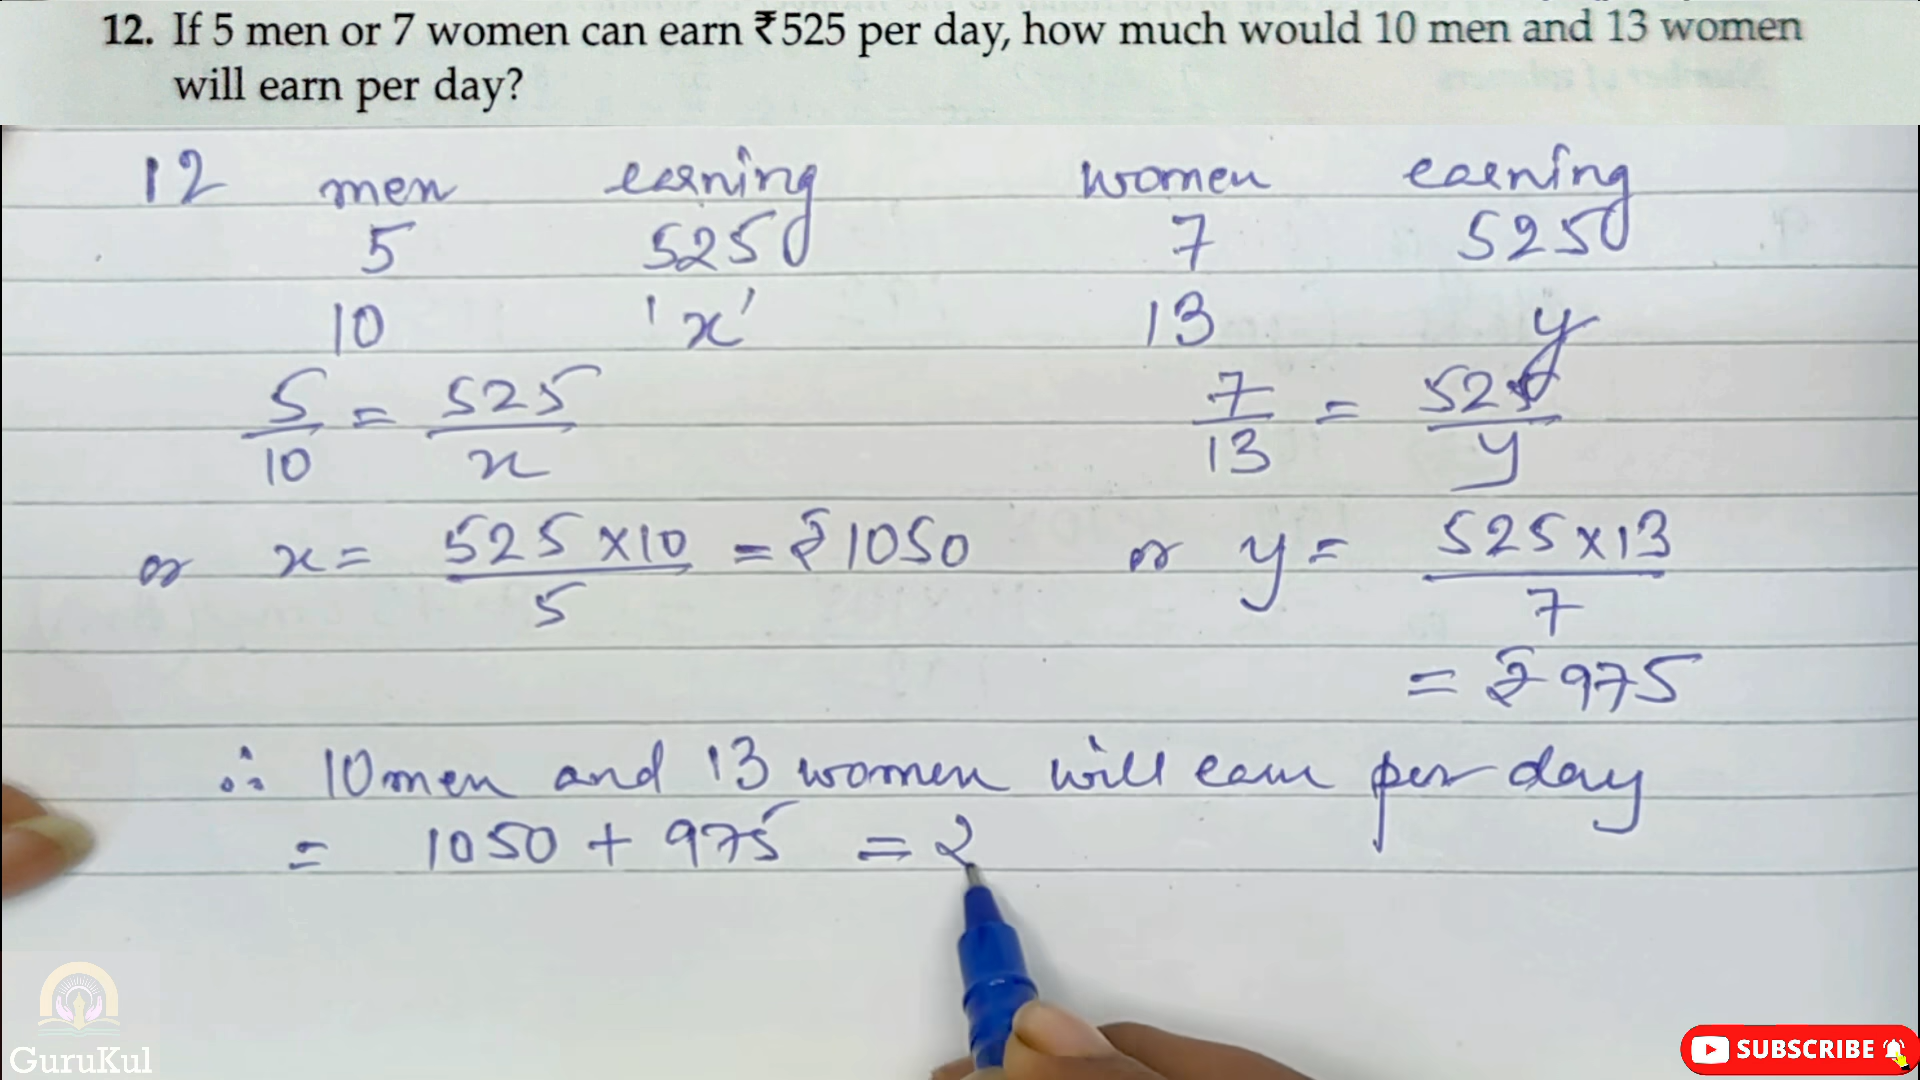 12. If 5 men or 7 women can earn ₹525 per day, how much would 10 men and 13 women
will earn per day?
12 men earning women earning
5 525 7 525
10 'x' 13 y
5/10 = 525/x 7/13 = 525/y
or x = 525×10/5 = ₹1050 or y = 525×13/7
= ₹975
∴ 10 men and 13 women will earn per day
= 1050 + 975 = 2
GuruKul
SUBSCRIBE